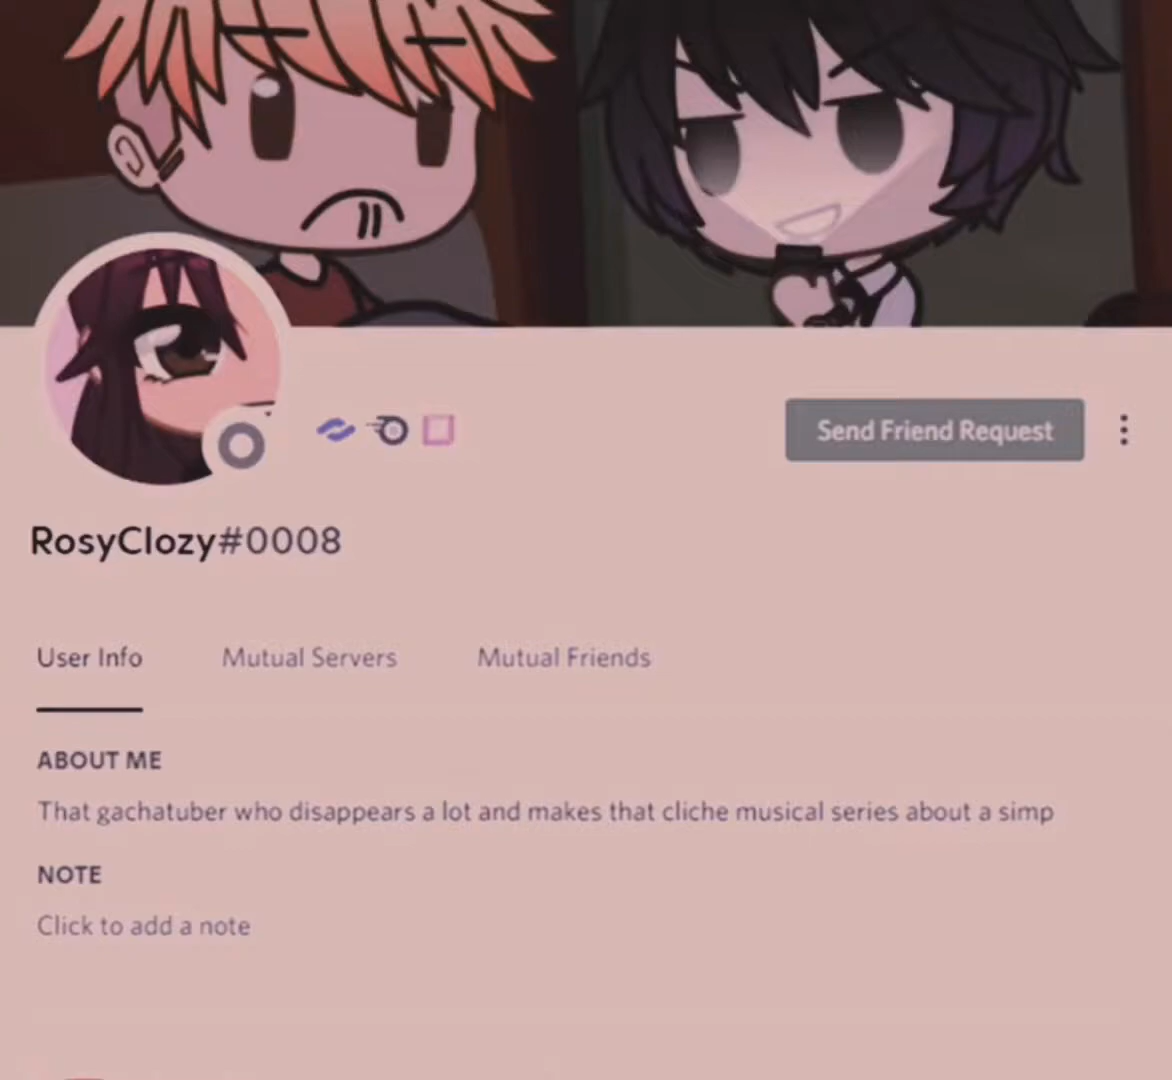 Send Friend Request
RosyClozy#0008
User Info Mutual Servers Mutual Friends
ABOUT ME
That gachatuber who disappears a lot and makes that cliche musical series about a simp
NOTE
Click to add a note